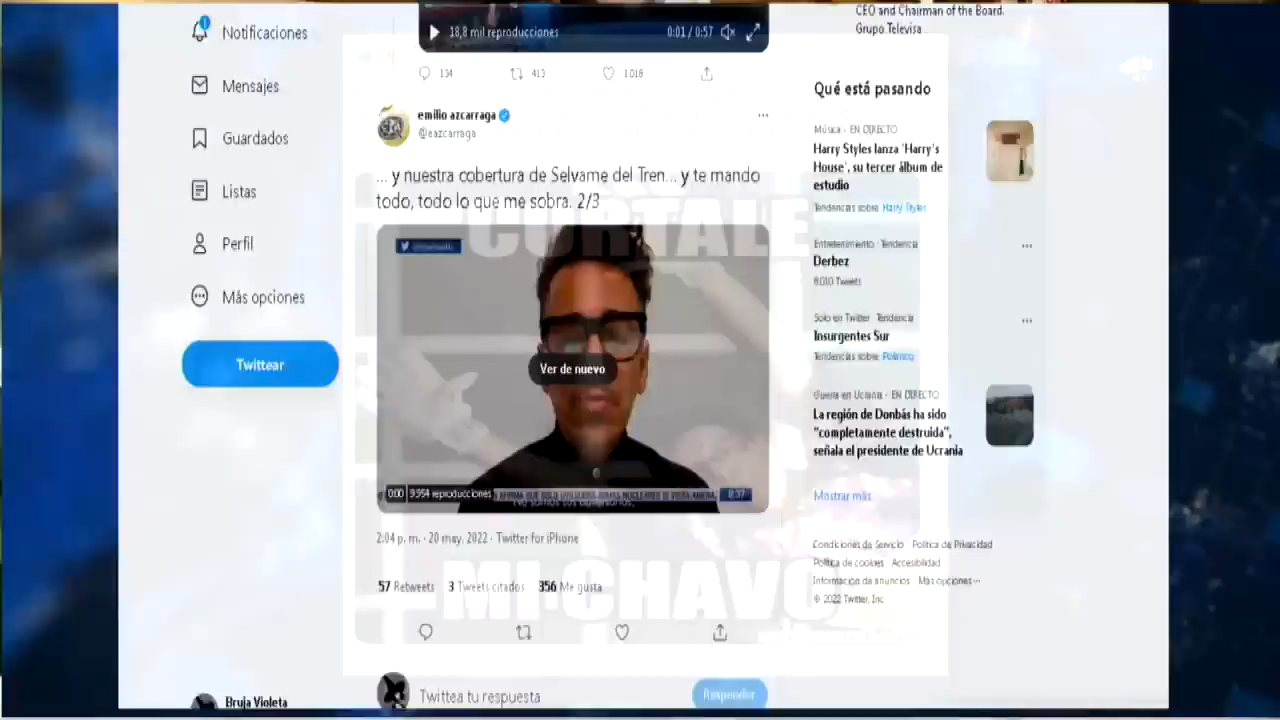 Notificaciones
Mensajes
Guardados
Listas
Perfil
Más opciones
Twittear
Bruja Violeta
18,8 mil reproducciones
0:01 / 0:57
134
413
1.016
emilio azcarraga
@eazcarraga
... y nuestra cobertura de Selvame del Tren... y te mando
todo, todo lo que me sobra. 2/3
CORTALE
Ver de nuevo
0:00
9.954 reproducciones
8:37
2:04 p. m. · 20 may. 2022 · Twitter for iPhone
57 Retweets 3 Tweets citados 356 Me gusta
MI CHAVO
Twittea tu respuesta
Responder
CEO and Chairman of the Board.
Grupo Televisa
Qué está pasando
Música · EN DIRECTO
Harry Styles lanza 'Harry's
House', su tercer álbum de
estudio
Tendencias sobre Harry Styles
Entretenimiento · Tendencia
Derbez
8.010 Tweets
Solo en Twitter · Tendencia
Insurgentes Sur
Tendencias sobre Polanco
Guerra en Ucrania · EN DIRECTO
La región de Donbás ha sido
"completamente destruida",
señala el presidente de Ucrania
Mostrar más
Condiciones de Servicio Política de Privacidad
Política de cookies Accesibilidad
Información de anuncios Más opciones ···
© 2022 Twitter, Inc.